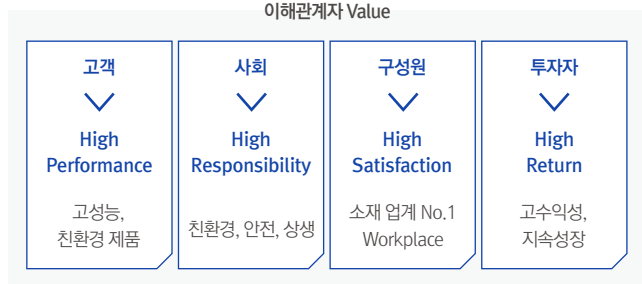 이해관계자 Value
고객
High
Performance
고성능,
친환경 제품
사회
High
Responsibility
친환경, 안전, 상생
구성원
High
Satisfaction
소재 업계 No.1
Workplace
투자자
High
Return
고수익성,
지속성장